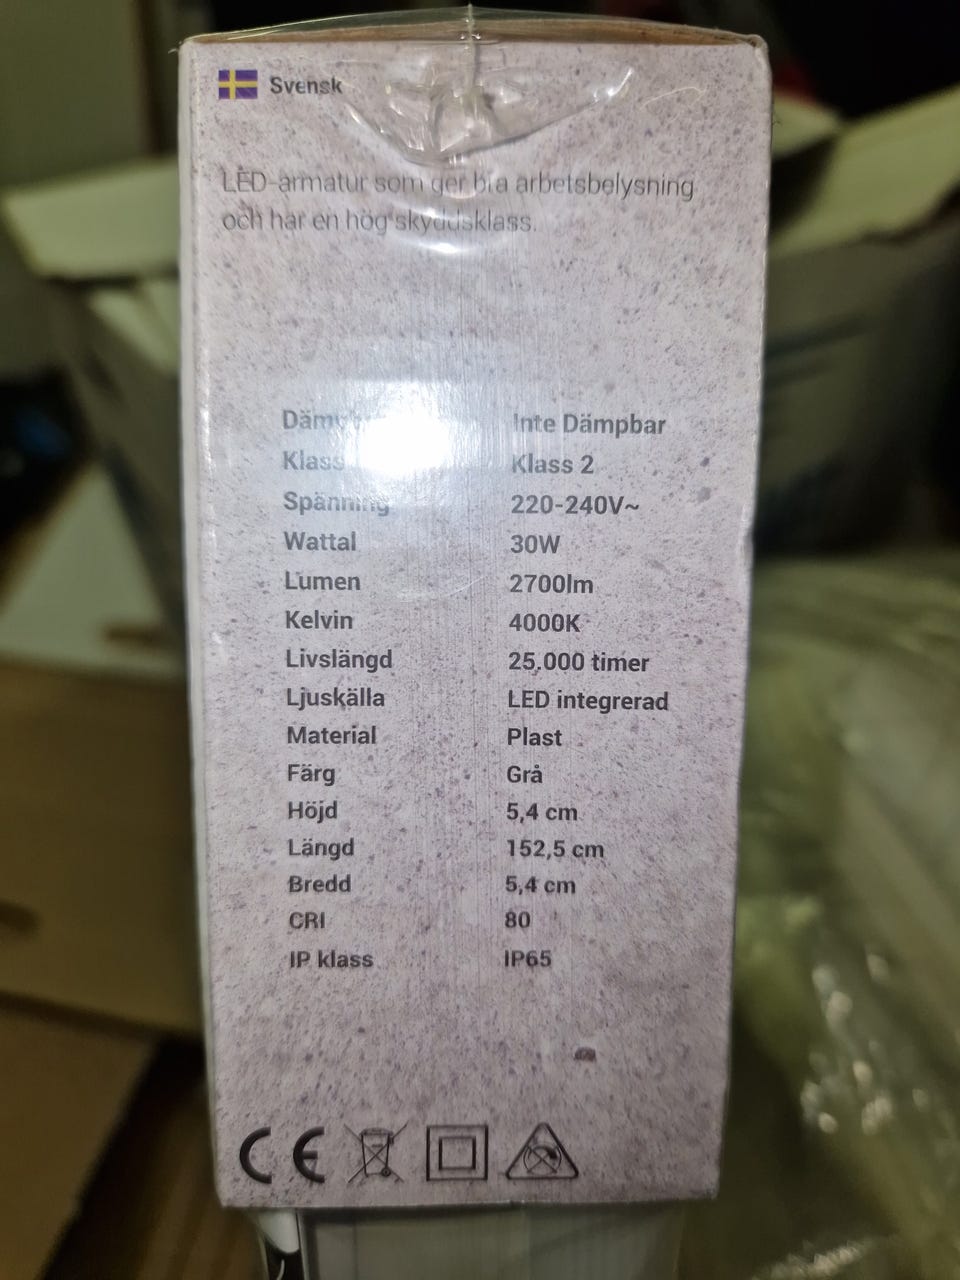 Svensk
LED-armatur som ger bra arbetsbelysning
och har en hög skyddsklass.
Inte Dämpbar
Klass Klass 2
Spänning 220-240V~
Wattal 30W
Lumen 2700lm
Kelvin 4000K
Livslängd 25.000 timer
Ljuskälla LED integrerad
Material Plast
Färg Grå
Höjd 5,4 cm
Längd 152,5 cm
Bredd 5,4 cm
CRI 80
IP klass IP65
CE